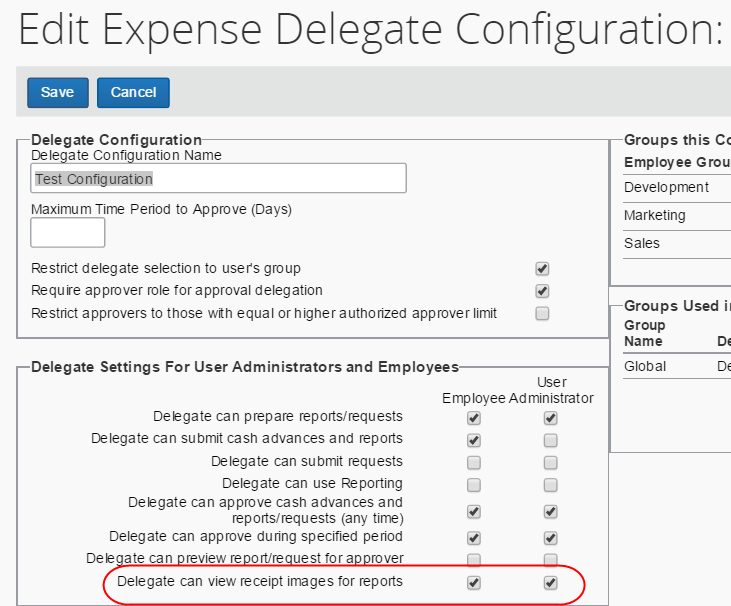 Edit Expense Delegate Configuration:
Save Cancel
Delegate Configuration
Delegate Configuration Name
Test Configuration
Maximum Time Period to Approve (Days)
Restrict delegate selection to user's group
Require approver role for approval delegation
Restrict approvers to those with equal or higher authorized approver limit
Groups this Co
Employee Group
Development
Marketing
Sales
Groups Used i
Group
Name De
Global De
Delegate Settings For User Administrators and Employees
User
Employee Administrator
Delegate can prepare reports/requests
Delegate can submit cash advances and reports
Delegate can submit requests
Delegate can use Reporting
Delegate can approve cash advances and
reports/requests (any time)
Delegate can approve during specified period
Delegate can preview report/request for approver
Delegate can view receipt images for reports